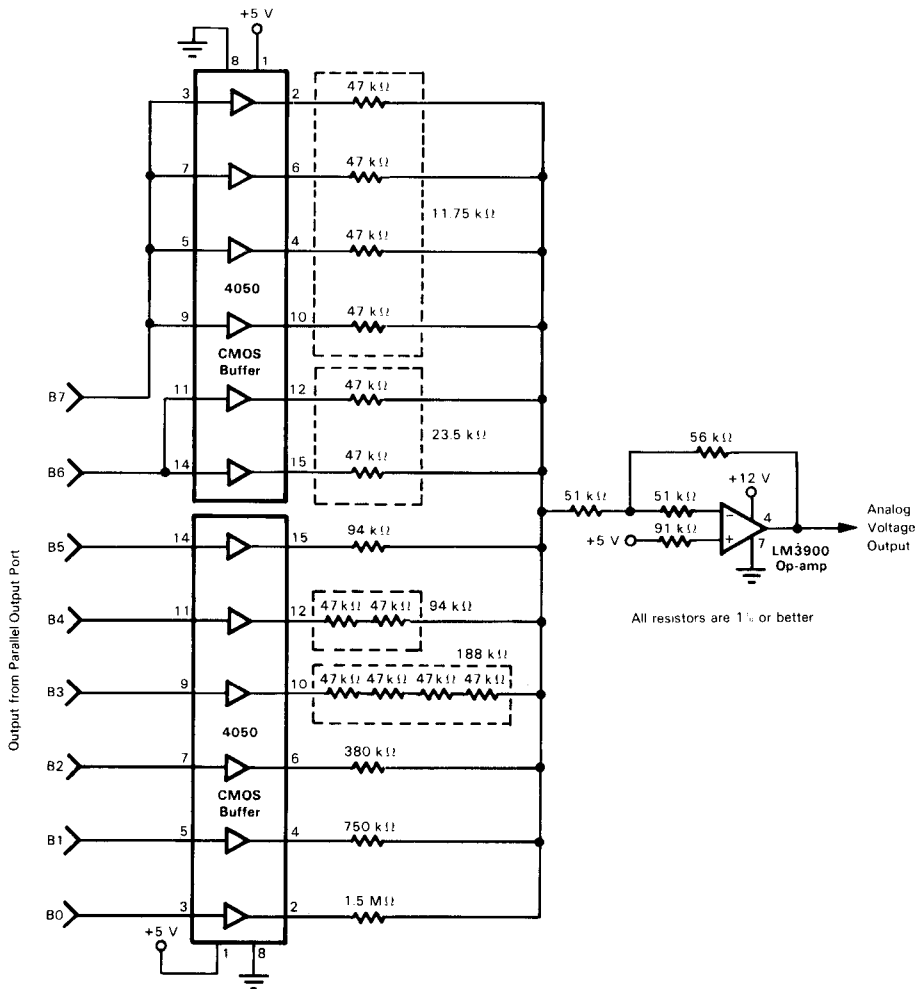 +5 V
8
1
3
2
47 kΩ
7
6
47 kΩ
11.75 kΩ
5
4
47 kΩ
4050
9
10
47 kΩ
CMOS
Buffer
B7
11
12
47 kΩ
23.5 kΩ
B6
14
15
47 kΩ
56 kΩ
+12 V
51 kΩ
51 kΩ
91 kΩ
+5 V
−
+
4
7
LM3900
Op-amp
Analog
Voltage
Output
B5
14
15
94 kΩ
B4
11
12
47 kΩ 47 kΩ
94 kΩ
All resistors are 1% or better
188 kΩ
B3
9
10
47 kΩ 47 kΩ 47 kΩ 47 kΩ
4050
B2
7
6
380 kΩ
CMOS
Buffer
B1
5
4
750 kΩ
B0
3
2
1.5 MΩ
+5 V
1
8
Output from Parallel Output Port